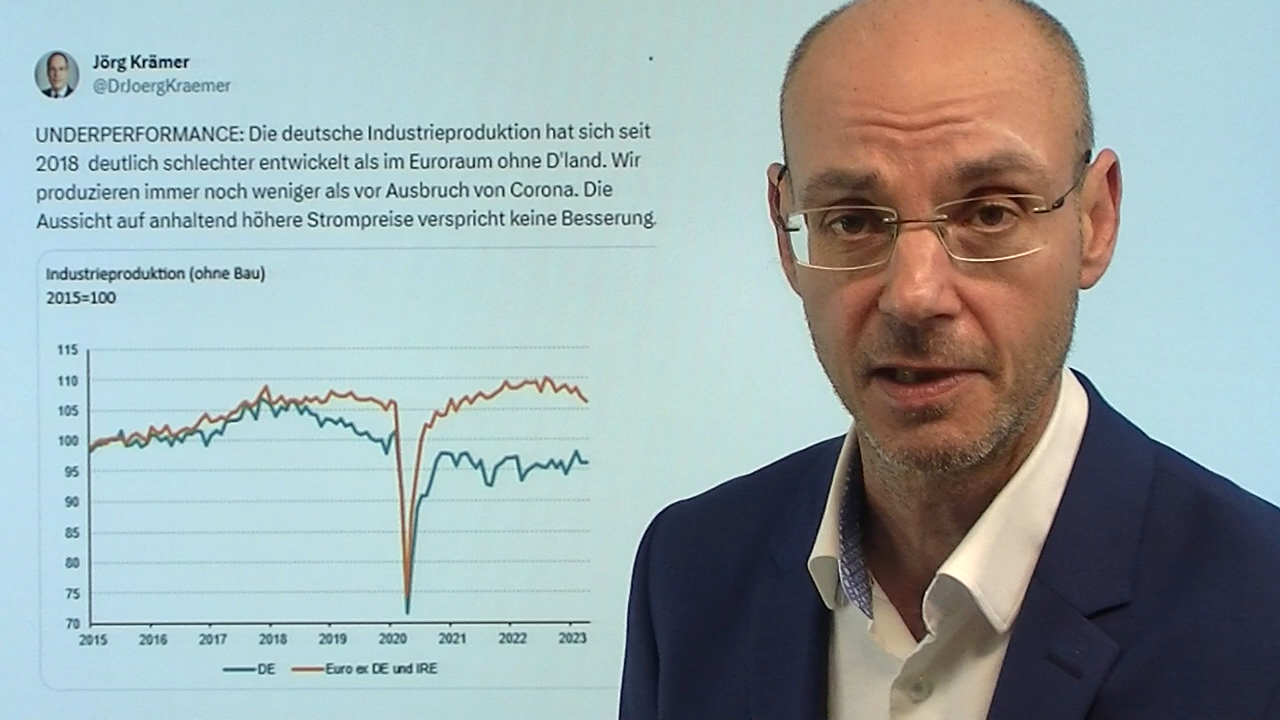 Jörg Krämer
@DrJoergKraemer
UNDERPERFORMANCE: Die deutsche Industrieproduktion hat sich seit
2018 deutlich schlechter entwickelt als im Euroraum ohne D'land. Wir
produzieren immer noch weniger als vor Ausbruch von Corona. Die
Aussicht auf anhaltend höhere Strompreise verspricht keine Besserung.
Industrieproduktion (ohne Bau)
2015=100
115
110
105
100
95
90
85
80
75
70
2015 2016 2017 2018 2019 2020 2021 2022 2023
DE Euro ex DE und IRE